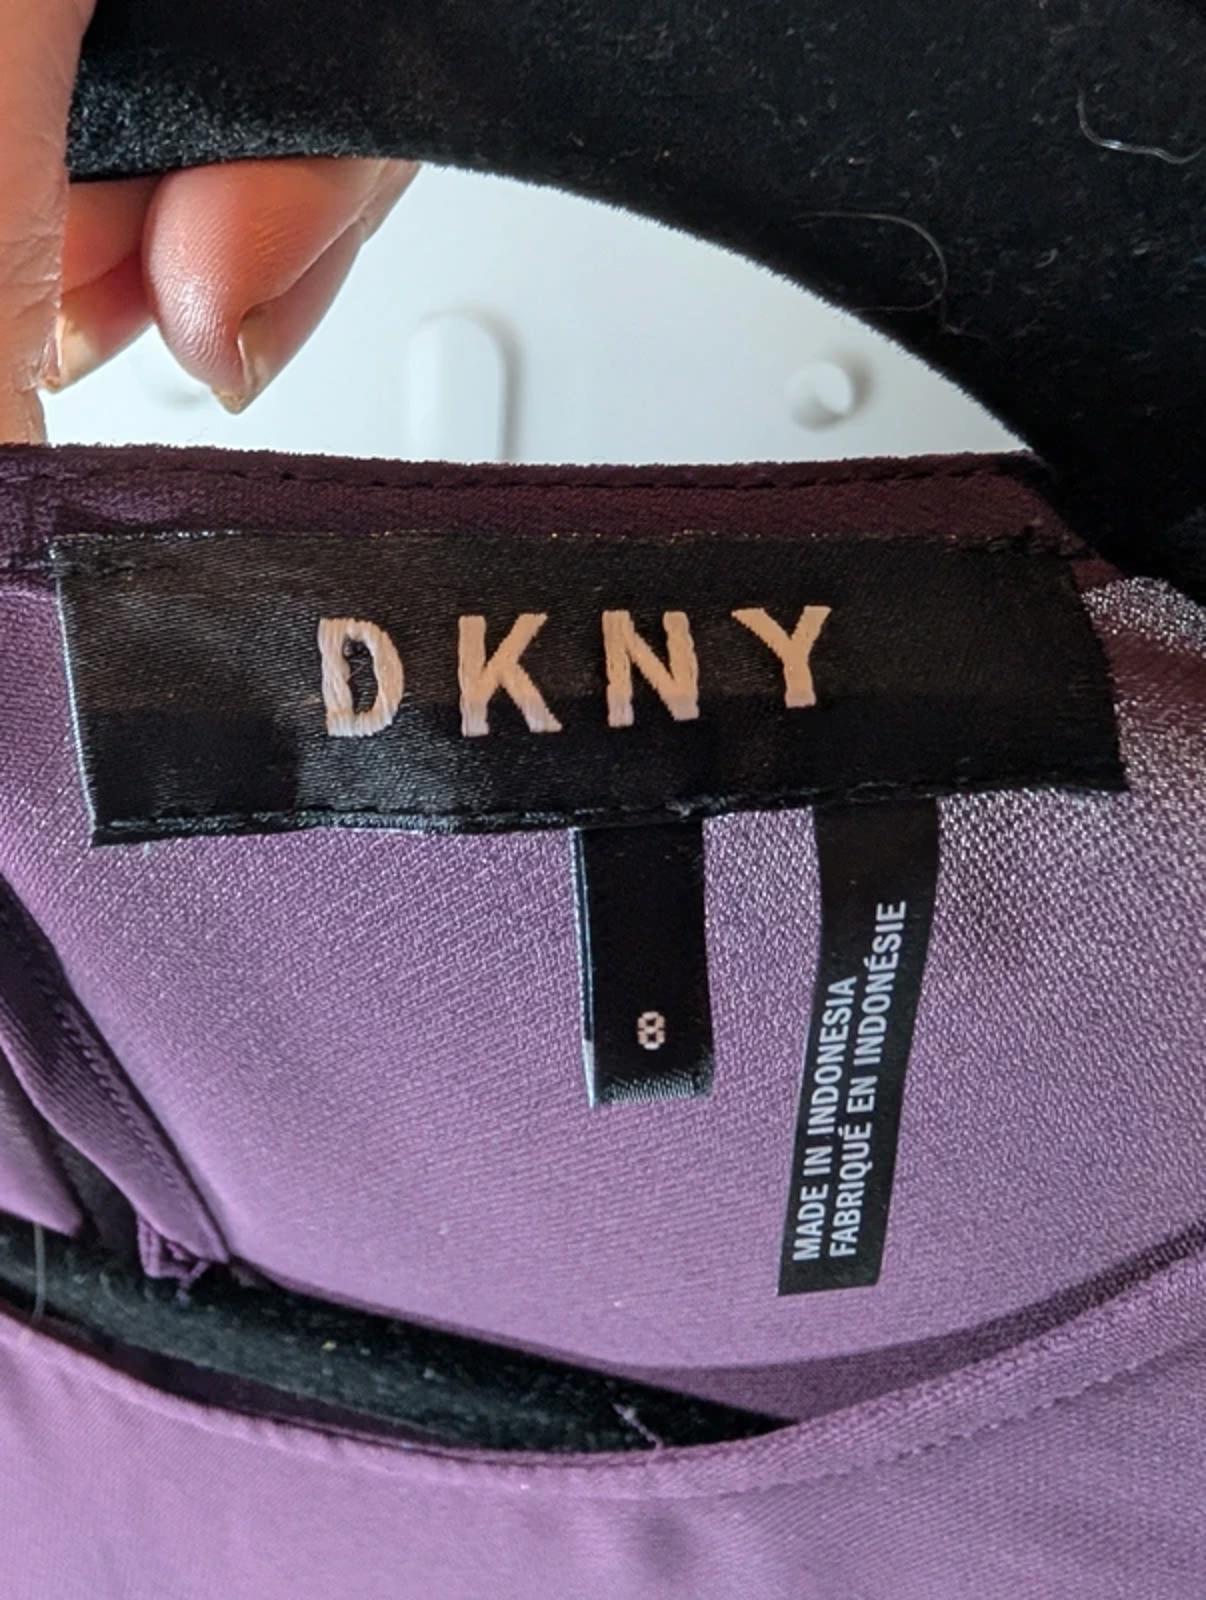 DKNY
8
MADE IN INDONESIA
FABRIQUÉ EN INDONÉSIE